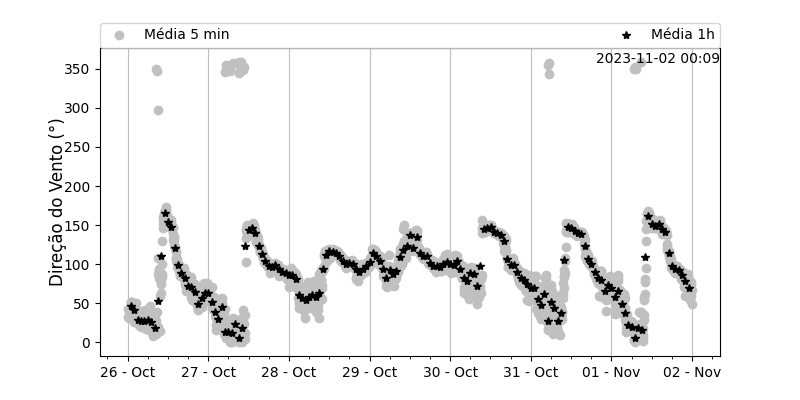 Média 5 min
Média 1h
2023-11-02 00:09
Direção do Vento (°)
350
300
250
200
150
100
50
0
26 - Oct
27 - Oct
28 - Oct
29 - Oct
30 - Oct
31 - Oct
01 - Nov
02 - Nov